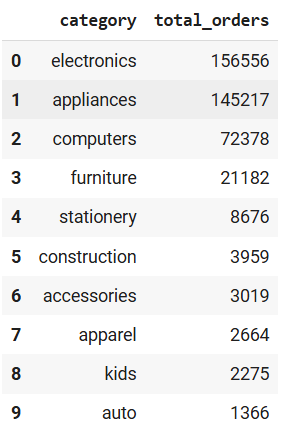 category total_orders
0 electronics 156556
1 appliances 145217
2 computers 72378
3 furniture 21182
4 stationery 8676
5 construction 3959
6 accessories 3019
7 apparel 2664
8 kids 2275
9 auto 1366